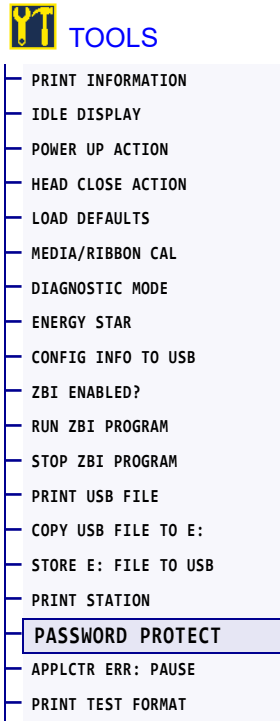 TOOLS
PRINT INFORMATION
IDLE DISPLAY
POWER UP ACTION
HEAD CLOSE ACTION
LOAD DEFAULTS
MEDIA/RIBBON CAL
DIAGNOSTIC MODE
ENERGY STAR
CONFIG INFO TO USB
ZBI ENABLED?
RUN ZBI PROGRAM
STOP ZBI PROGRAM
PRINT USB FILE
COPY USB FILE TO E:
STORE E: FILE TO USB
PRINT STATION
PASSWORD PROTECT
APPLCTR ERR: PAUSE
PRINT TEST FORMAT